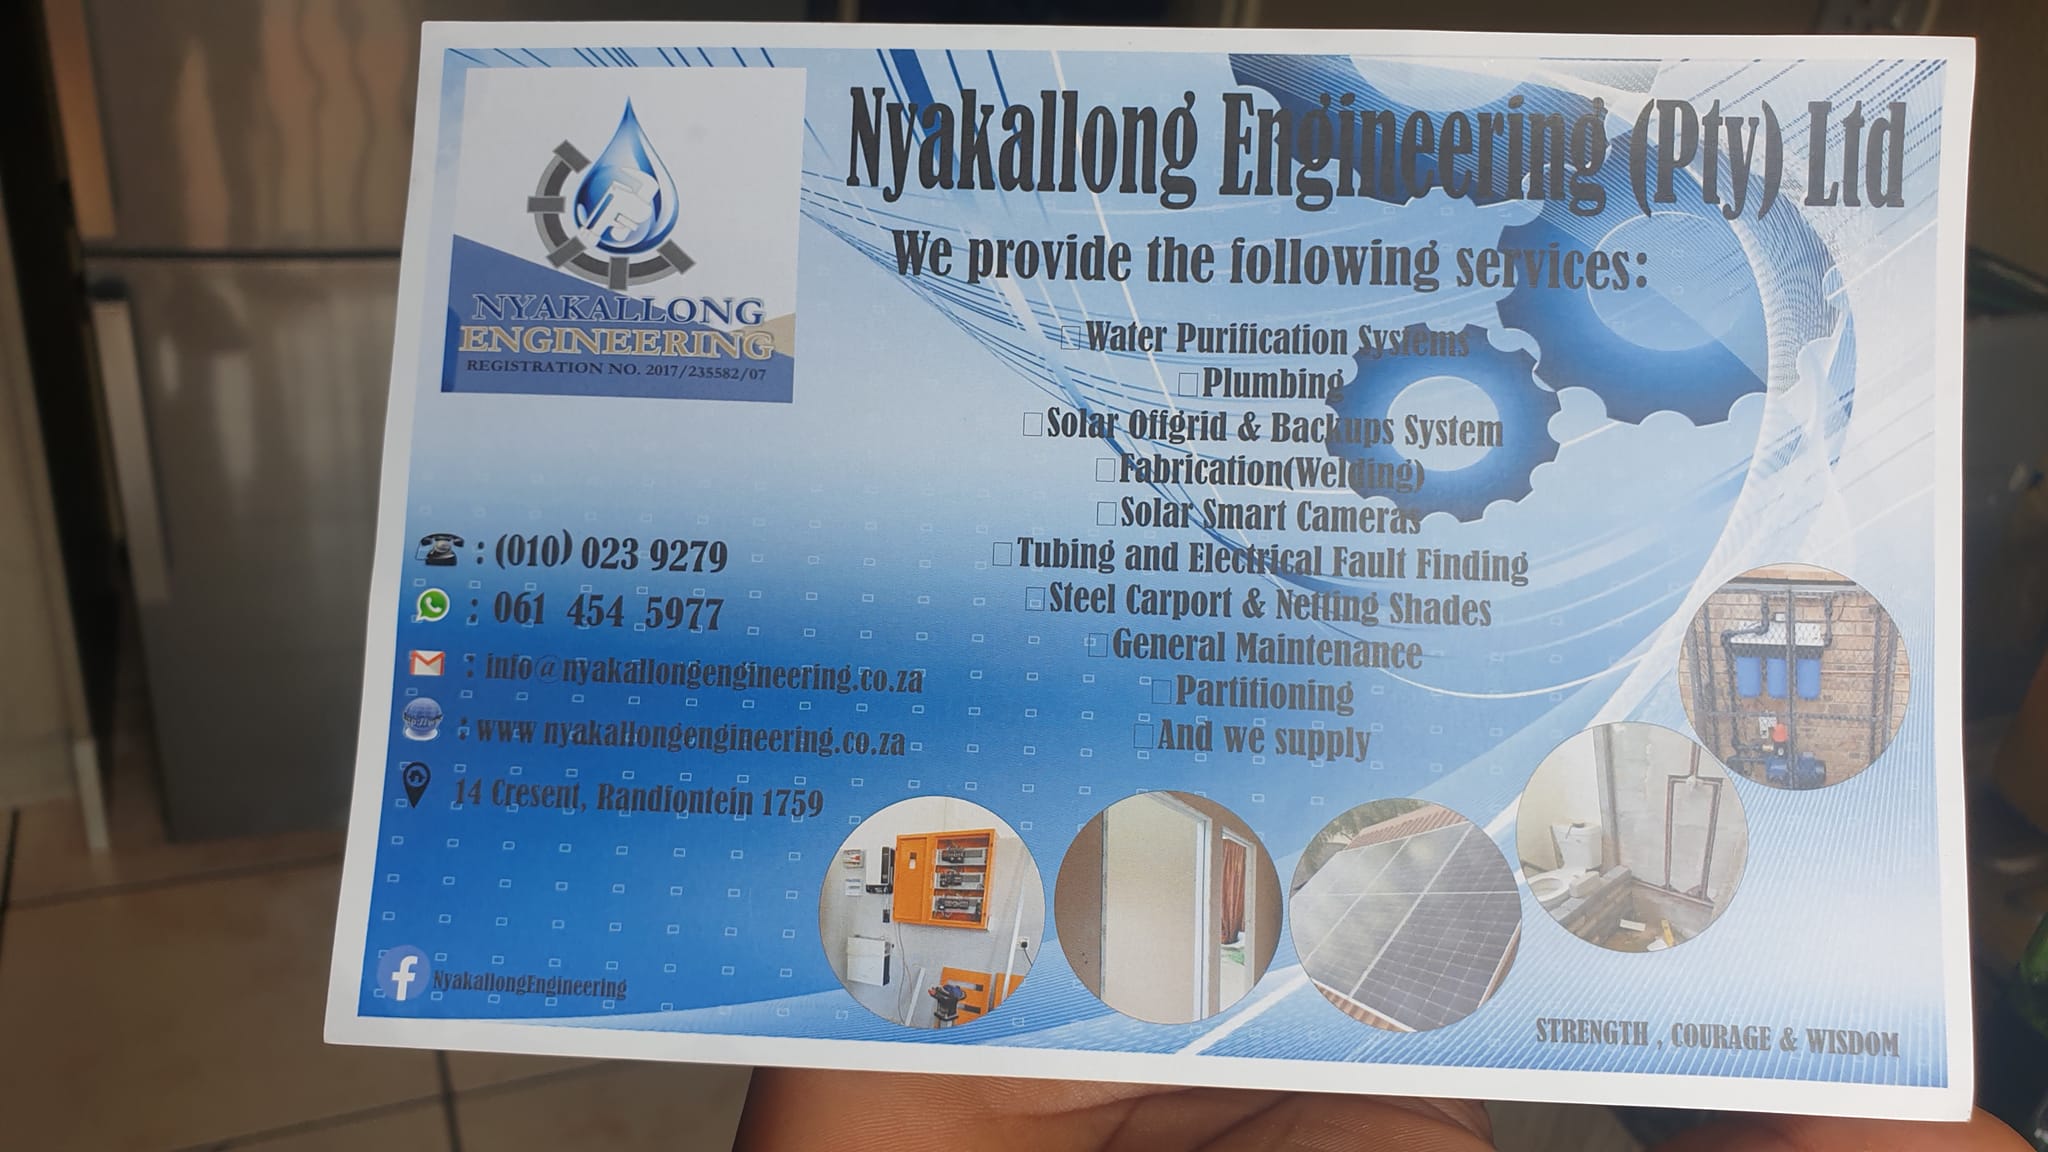 Nyakallong Engineering (Pty) Ltd
We provide the following services:
NYAKALLONG
ENGINEERING
REGISTRATION NO. 2017/235582/07
Water Purification Systems
Plumbing
Solar Offgrid & Backups System
Fabrication(Welding)
Solar Smart Cameras
Tubing and Electrical Fault Finding
Steel Carport & Netting Shades
General Maintenance
Partitioning
And we supply
: (010) 023 9279
: 061 454 5977
: info@nyakallongengineering.co.za
: www nyakallongengineering.co.za
14 Cresent, Randiontein 1759
NyakallongEngineering
STRENGTH , COURAGE & WISDOM